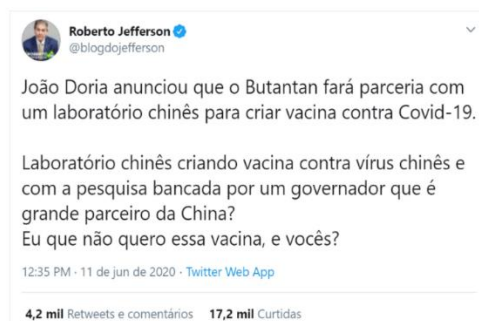 Roberto Jefferson
@blogdojefferson
João Doria anunciou que o Butantan fará parceria com
um laboratório chinês para criar vacina contra Covid-19.
Laboratório chinês criando vacina contra vírus chinês e
com a pesquisa bancada por um governador que é
grande parceiro da China?
Eu que não quero essa vacina, e vocês?
12:35 PM · 11 de jun de 2020 · Twitter Web App
4,2 mil Retweets e comentários 17,2 mil Curtidas